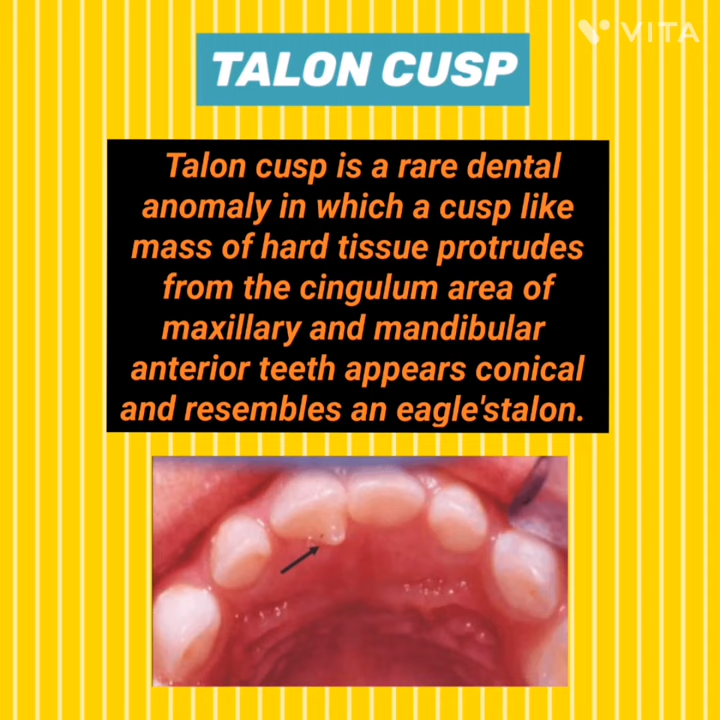 VITA
TALON CUSP
Talon cusp is a rare dental
anomaly in which a cusp like
mass of hard tissue protrudes
from the cingulum area of
maxillary and mandibular
anterior teeth appears conical
and resembles an eagle'stalon.